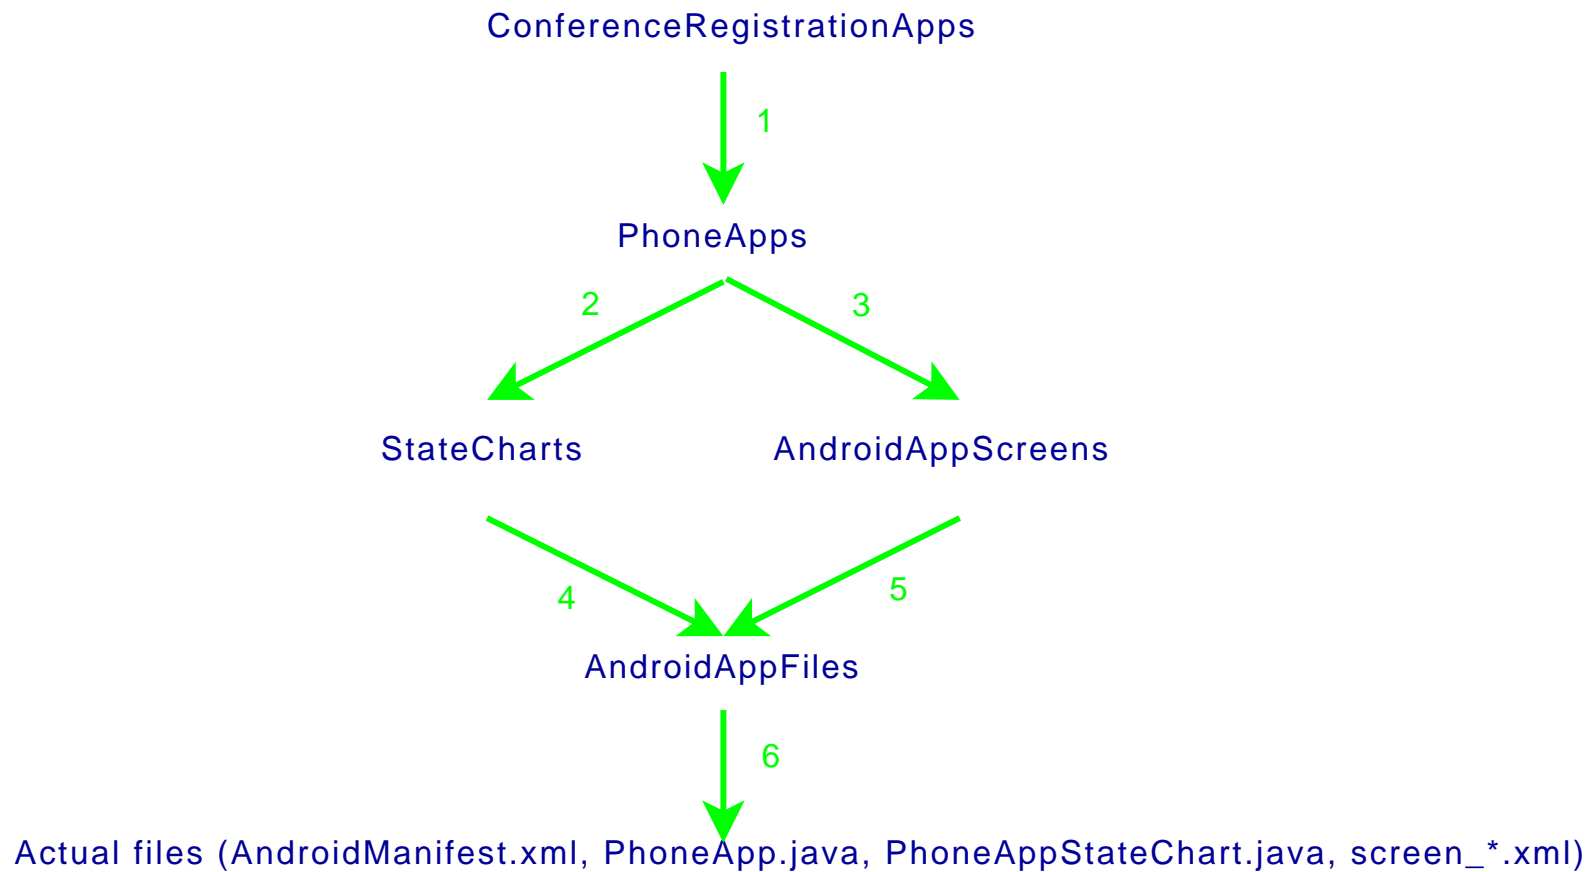 ConferenceRegistrationApps
1
PhoneApps
2
3
StateCharts
AndroidAppScreens
4
5
AndroidAppFiles
6
Actual files (AndroidManifest.xml, PhoneApp.java, PhoneAppStateChart.java, screen_*.xml)